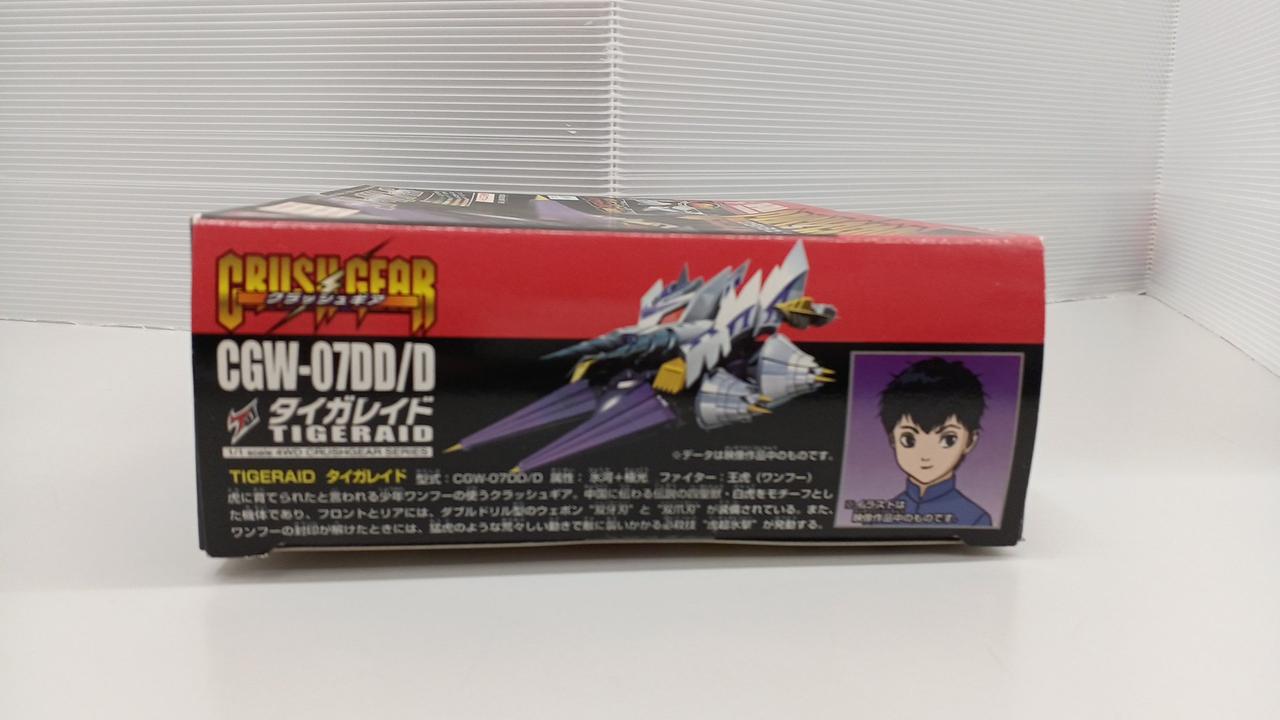 CRUSH GEAR
クラッシュギア
CGW-07DD/D
タイガレイド
TIGERAID
1/1 scale 4WD CRUSHGEAR SERIES
※データは映像作品中のものです。
TIGERAID タイガレイド 型式：CGW-07DD/D 属性：氷河＋極光 ファイター：王虎（ワンフー）
虎に育てられたと言われる少年ワンフーの使うクラッシュギア。中国に伝わる伝説の四聖獣・白虎をモチーフとし
た機体であり、フロントとリアには、ダブルドリル型のウェポン“双牙刃”と“双爪刃”が装備されている。また、
ワンフーの封印が解けたときには、猛虎のような荒々しい動きで敵に襲いかかる必殺技 が発動する。
※イラストは
映像作品中のものです。